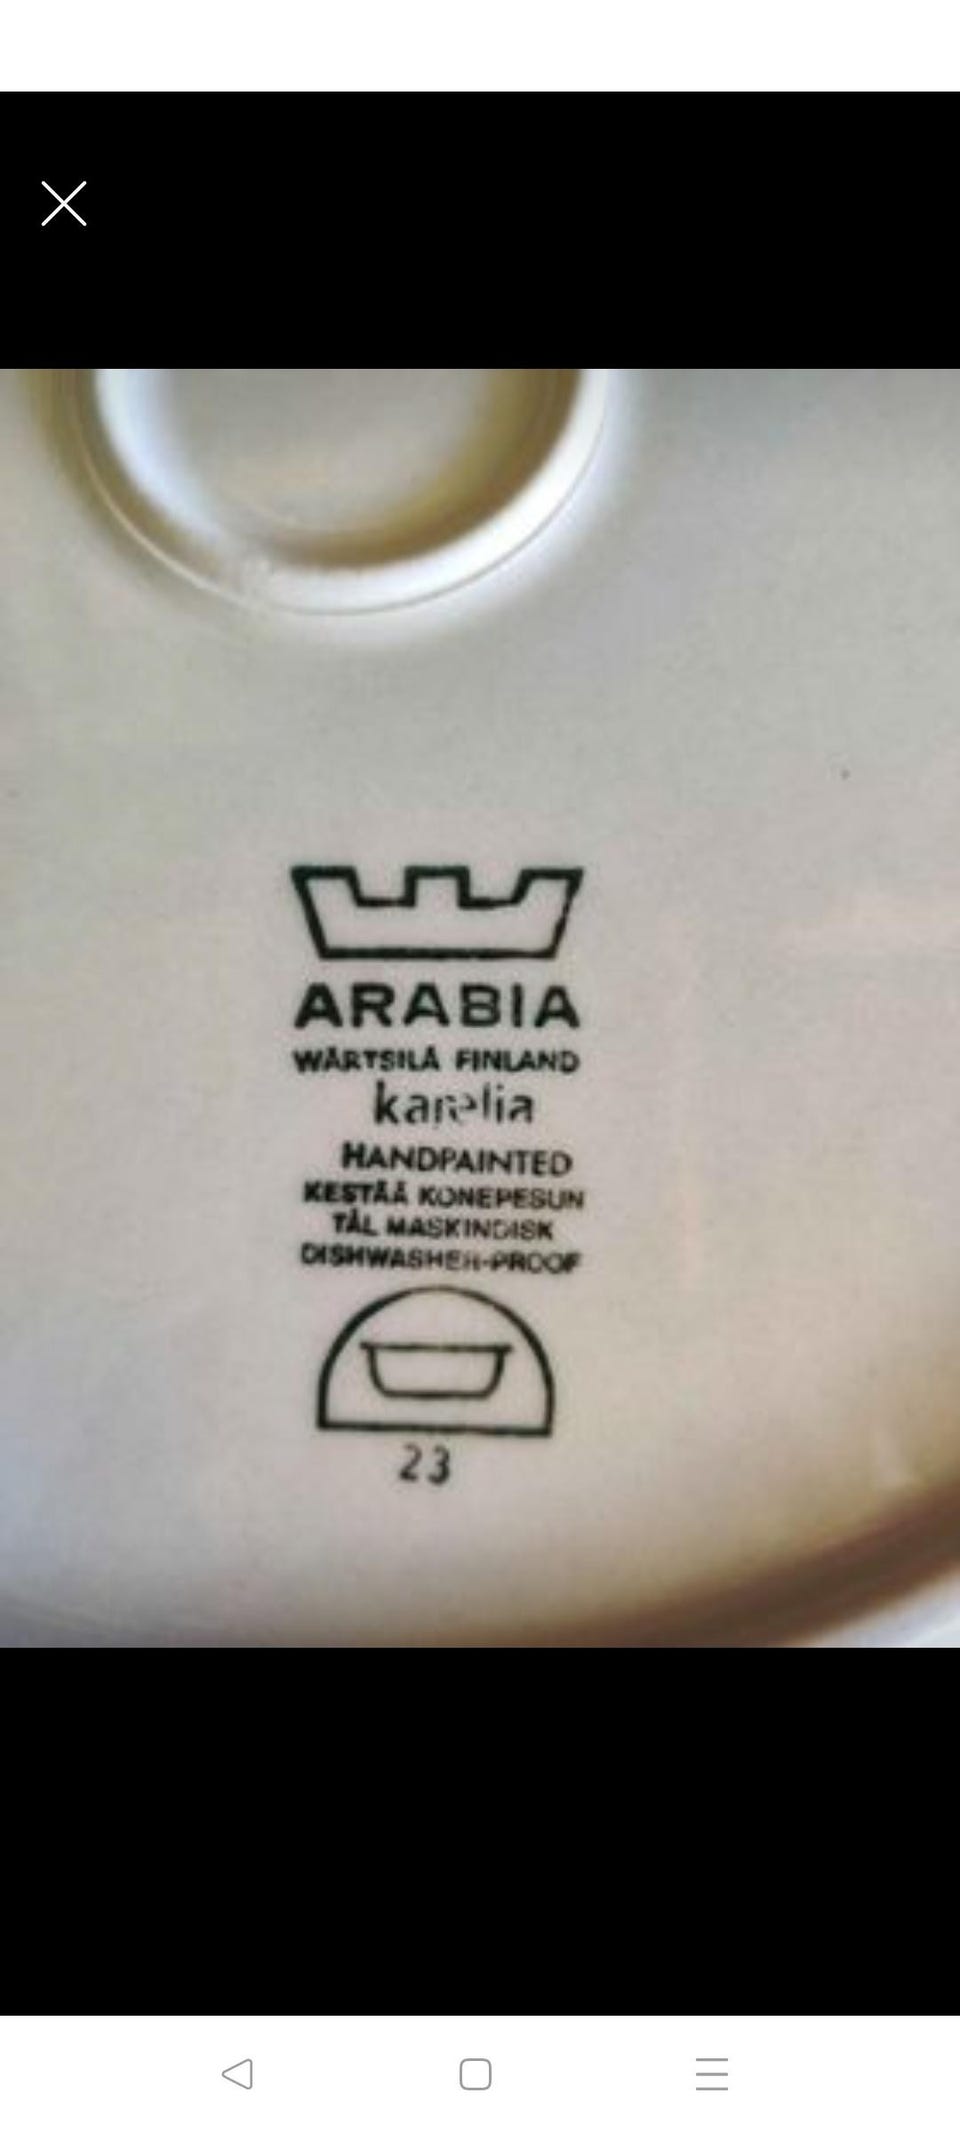 ARABIA
WÄRTSILÄ FINLAND
karelia
HANDPAINTED
KESTÄÄ KONEPESUN
TÅL MASKINDISK
DISHWASHER-PROOF
23